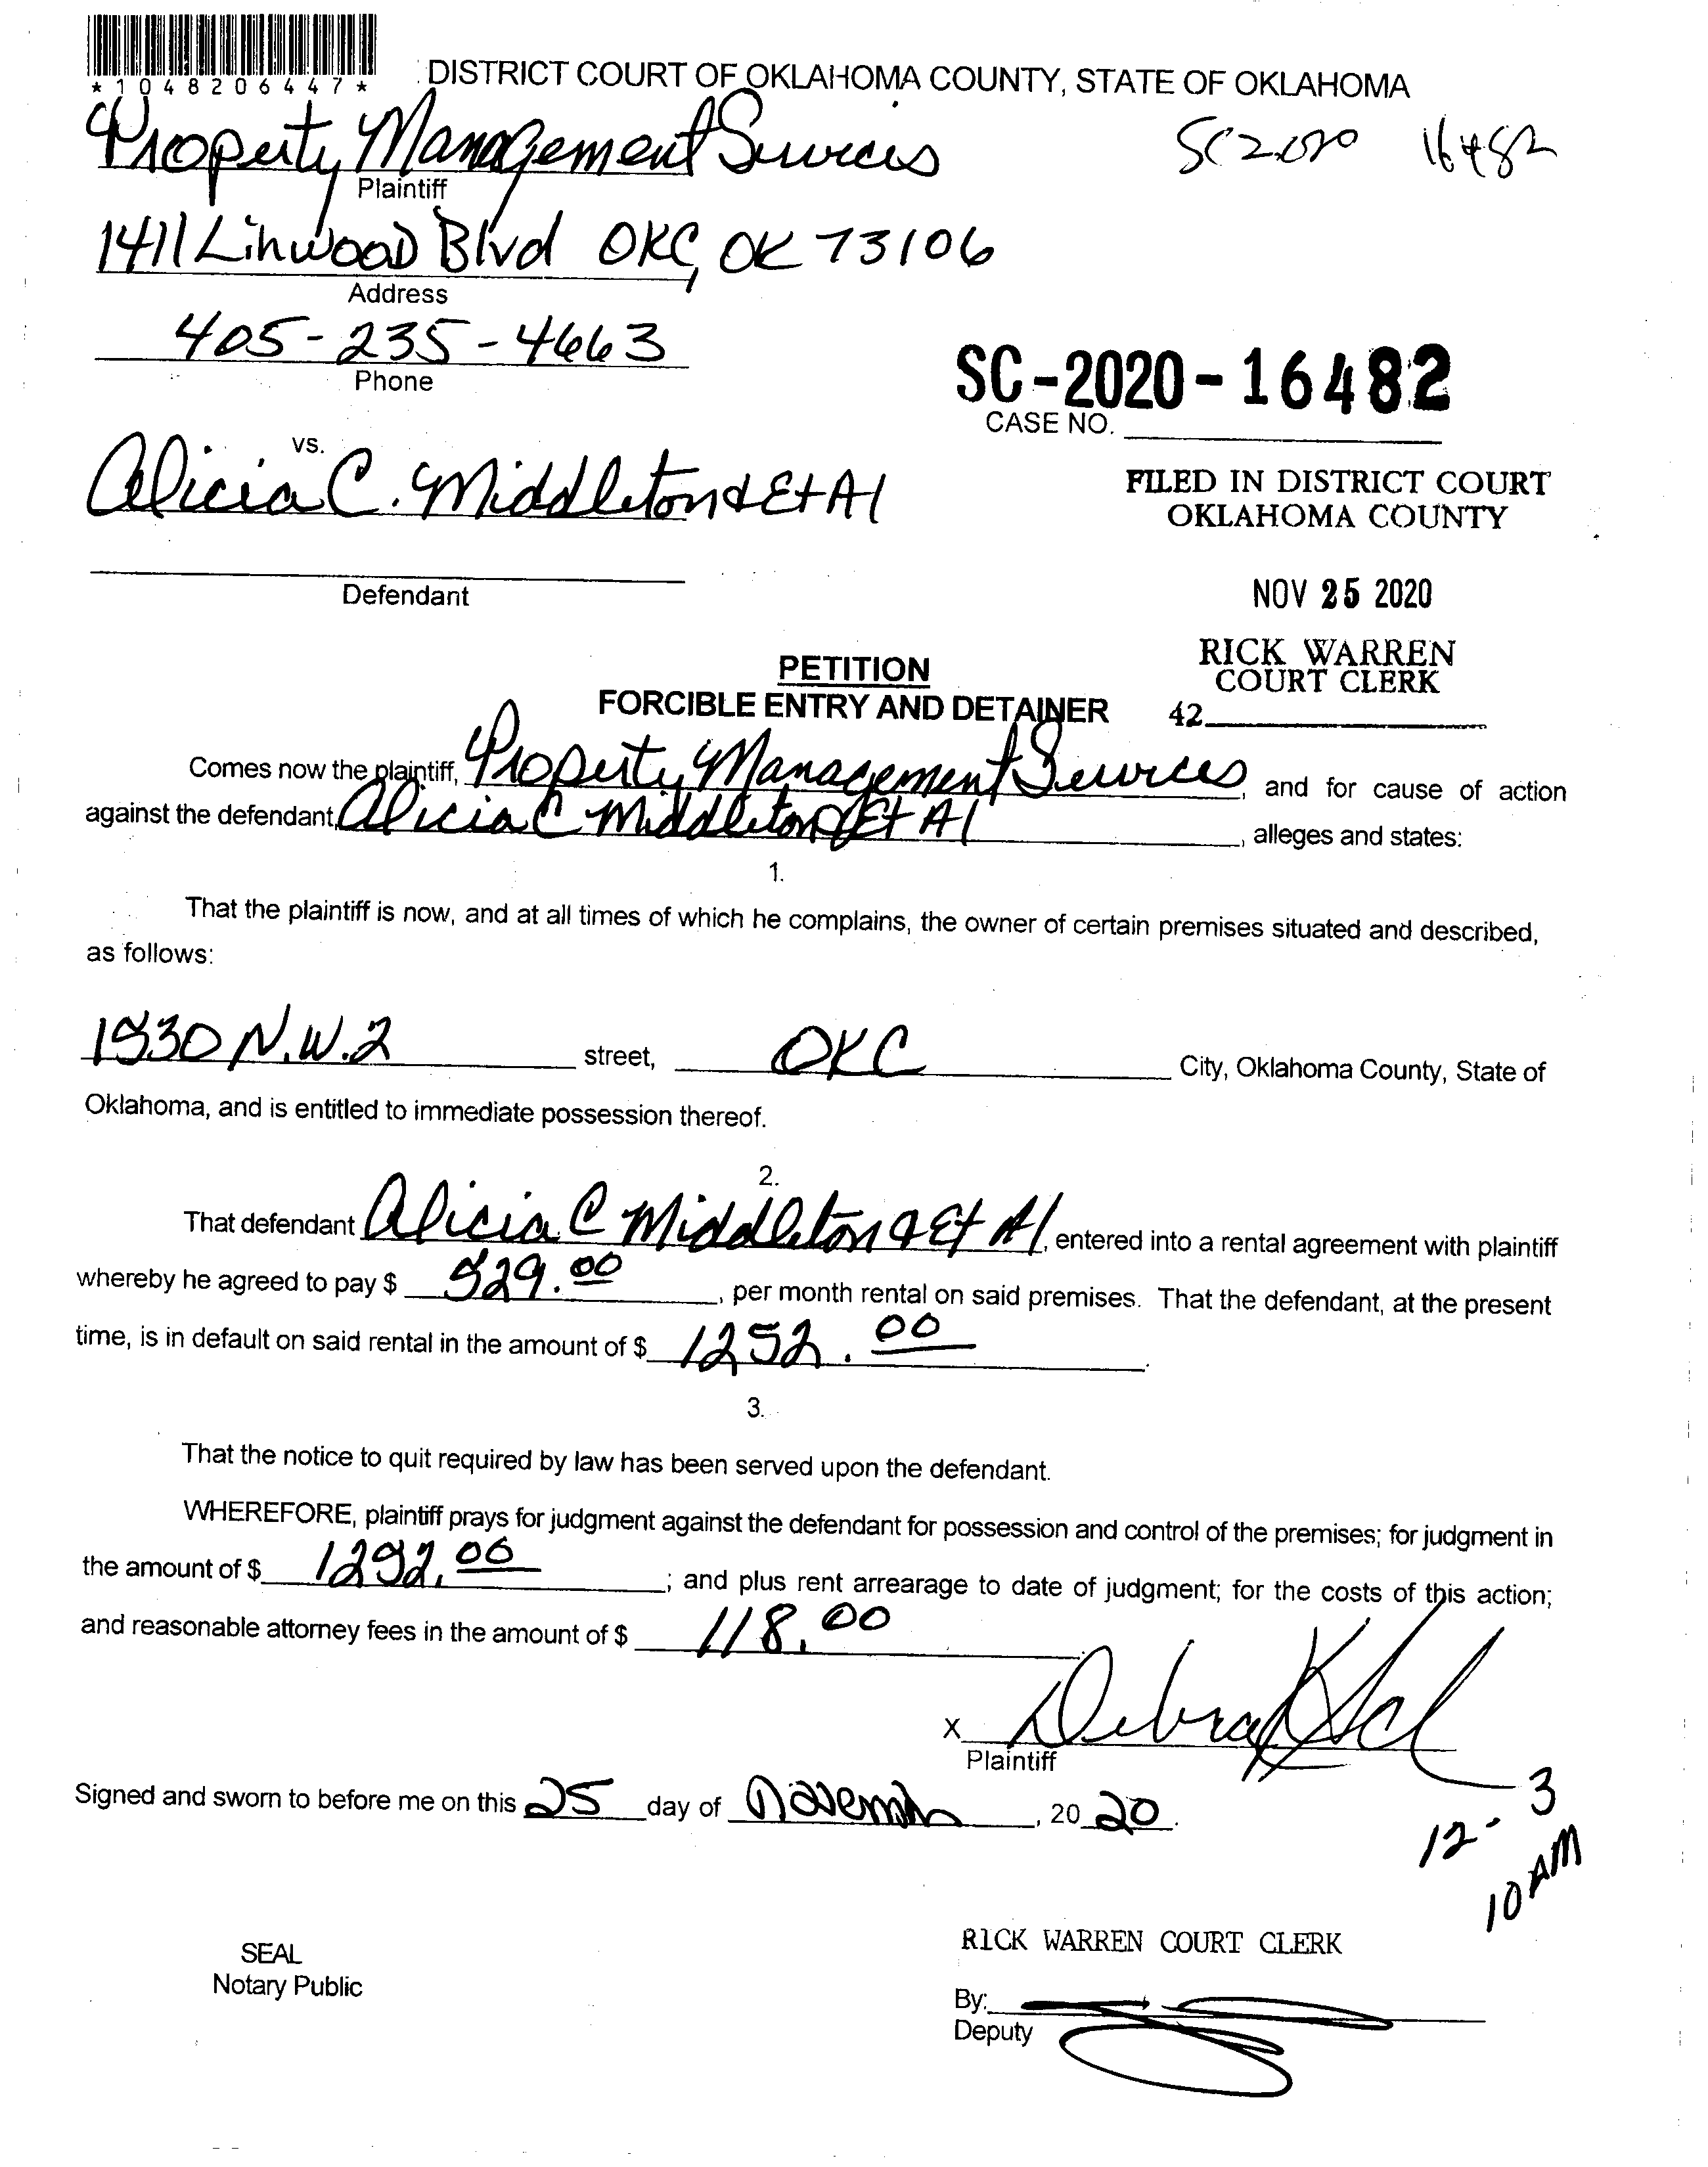 *1048206447*
DISTRICT COURT OF OKLAHOMA COUNTY, STATE OF OKLAHOMA
Property Management Services
SC2020 16482
Plaintiff
1411 Linwood Blvd OKC, OK 73106
Address
405-235-4663
Phone
SC-2020-16482
CASE NO.
vs.
Alicia C. Middleton & Et Al
FILED IN DISTRICT COURT
OKLAHOMA COUNTY
Defendant
NOV 25 2020
RICK WARREN
COURT CLERK
42
PETITION
FORCIBLE ENTRY AND DETAINER
Comes now the plaintiff, Property Management Services, and for cause of action
against the defendant, Alicia C Middleton & Et Al, alleges and states:
1.
That the plaintiff is now, and at all times of which he complains, the owner of certain premises situated and described,
as follows:
N.W. 2 street, OKC City, Oklahoma County, State of
Oklahoma, and is entitled to immediate possession thereof.
2.
That defendant Alicia C Middleton & Et Al, entered into a rental agreement with plaintiff
whereby he agreed to pay $ , per month rental on said premises. That the defendant, at the present
time, is in default on said rental in the amount of $ 1252.00.
3.
That the notice to quit required by law has been served upon the defendant.
WHEREFORE, plaintiff prays for judgment against the defendant for possession and control of the premises; for judgment in
the amount of $ ; and plus rent arrearage to date of judgment; for the costs of this action;
and reasonable attorney fees in the amount of $ 118.00.
X Debra K
Plaintiff
Signed and sworn to before me on this 25 day of November, 2020.
12-3
10 AM
SEAL
Notary Public
RICK WARREN COURT CLERK
By:
Deputy